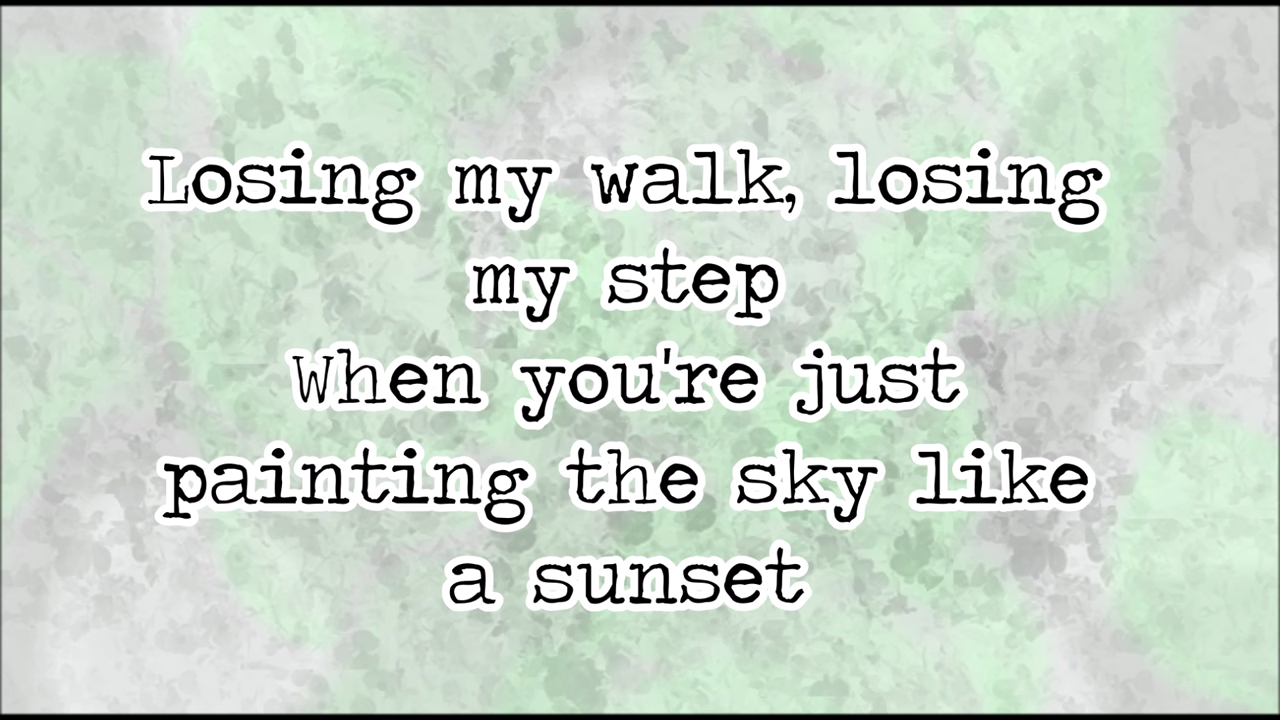 Losing my walk, losing
my step
When you're just
painting the sky like
a sunset